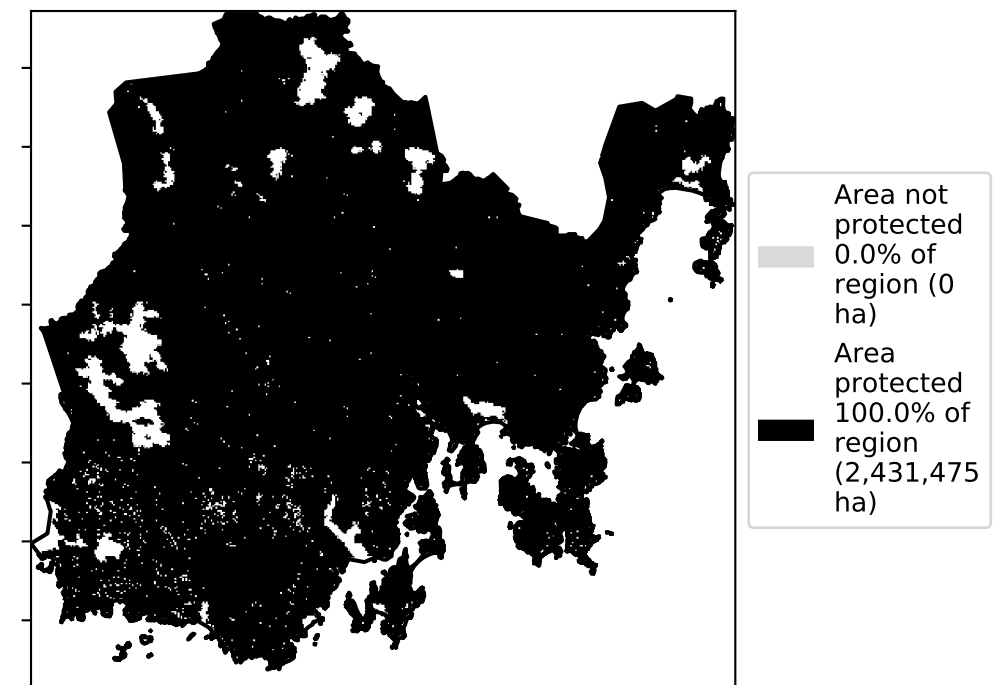 Area not
protected
0.0% of
region (0
ha)
Area
protected
100.0% of
region
(2,431,475
ha)